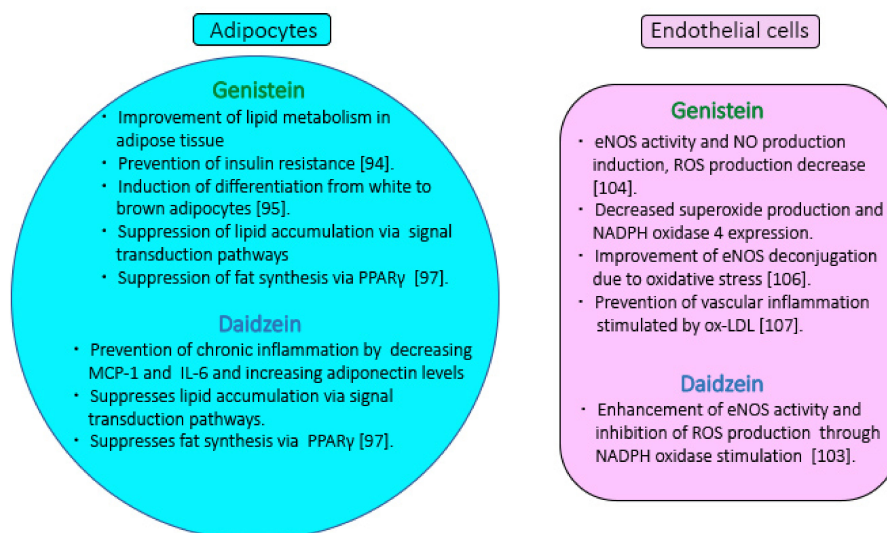 Adipocytes
Genistein
・ Improvement of lipid metabolism in
adipose tissue
・ Prevention of insulin resistance [94].
・ Induction of differentiation from white to
brown adipocytes [95].
・ Suppression of lipid accumulation via signal
transduction pathways
・ Suppression of fat synthesis via PPARγ [97].
Daidzein
・ Prevention of chronic inflammation by decreasing
MCP-1 and IL-6 and increasing adiponectin levels
・ Suppresses lipid accumulation via signal
transduction pathways.
・ Suppresses fat synthesis via PPARγ [97].
Endothelial cells
Genistein
・ eNOS activity and NO production
induction, ROS production decrease
[104].
・ Decreased superoxide production and
NADPH oxidase 4 expression.
・ Improvement of eNOS deconjugation
due to oxidative stress [106].
・ Prevention of vascular inflammation
stimulated by ox-LDL [107].
Daidzein
・ Enhancement of eNOS activity and
inhibition of ROS production through
NADPH oxidase stimulation [103].